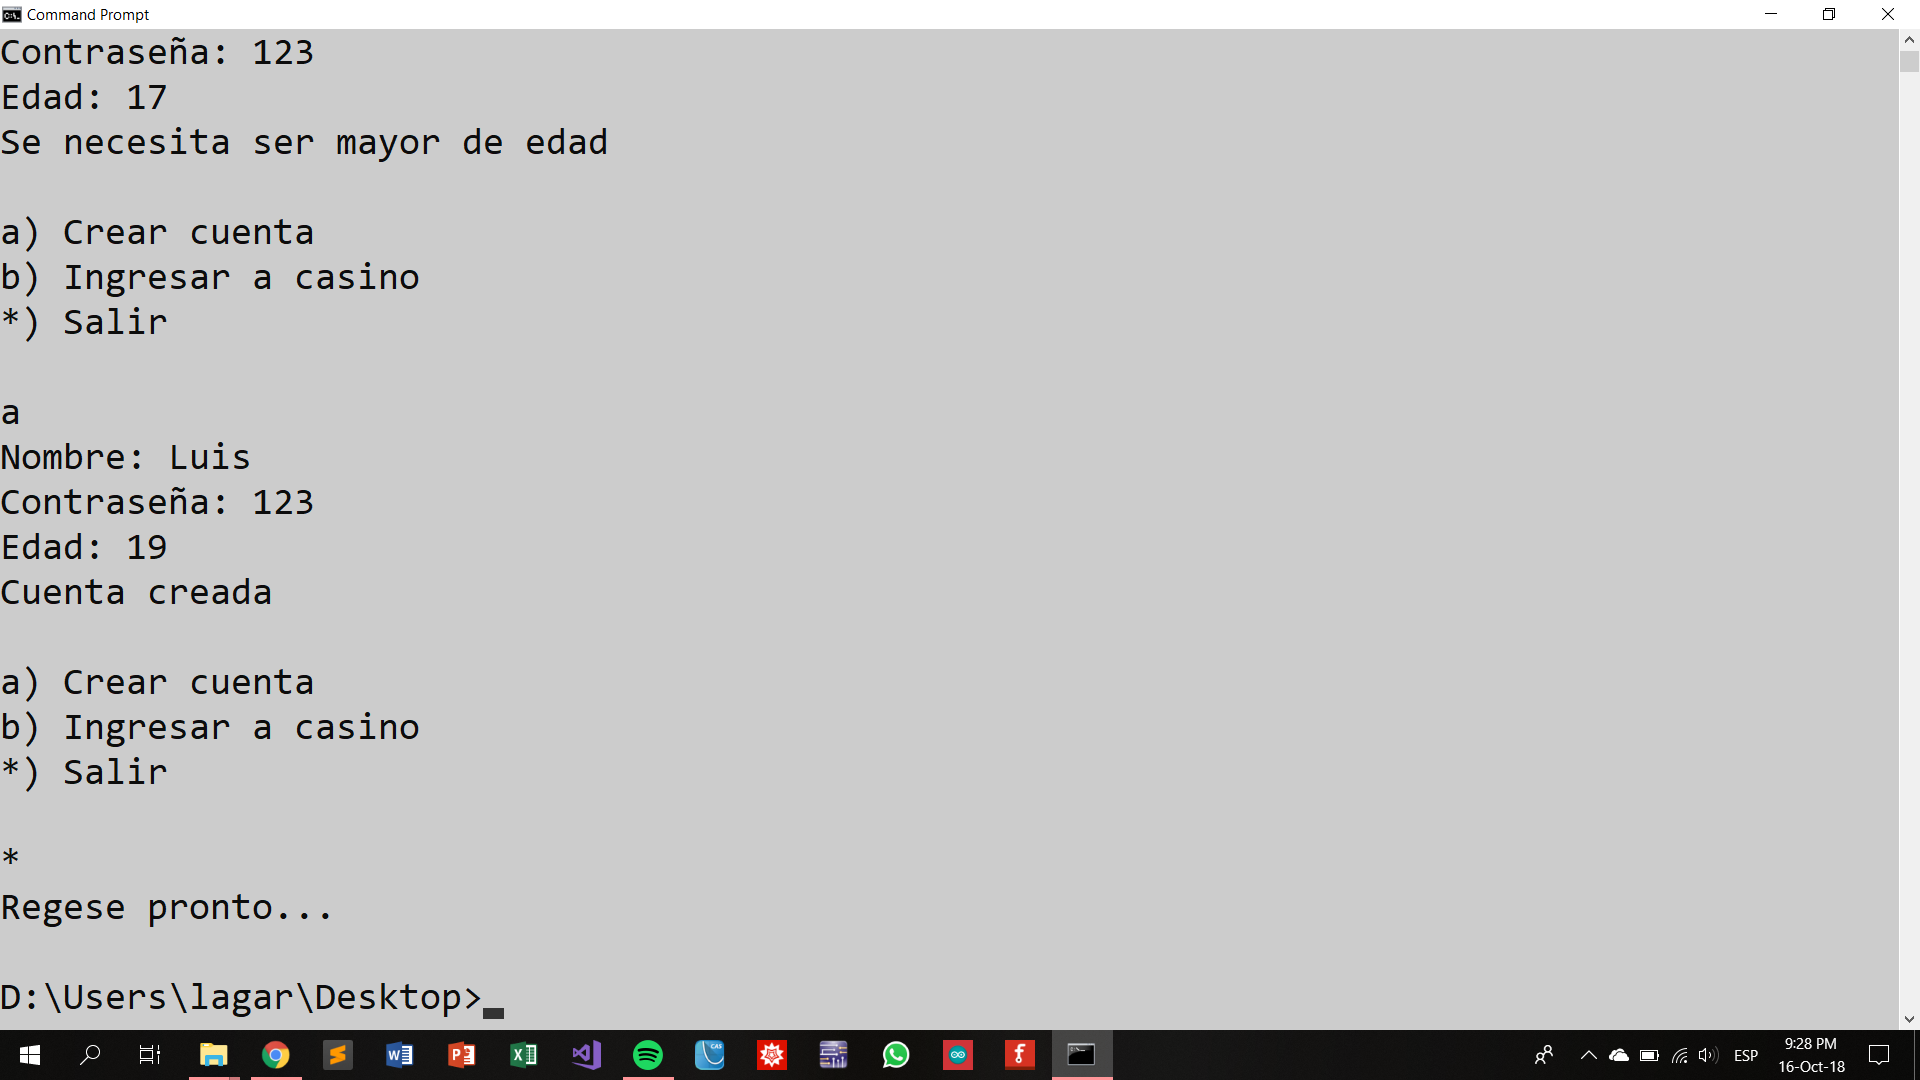 Command Prompt
Contraseña: 123
Edad: 17
Se necesita ser mayor de edad
a) Crear cuenta
b) Ingresar a casino
*) Salir
a
Nombre: Luis
Contraseña: 123
Edad: 19
Cuenta creada
a) Crear cuenta
b) Ingresar a casino
*) Salir
*
Regese pronto...
D:\Users\lagar\Desktop>
CAS
ESP
9:28 PM
16-Oct-18